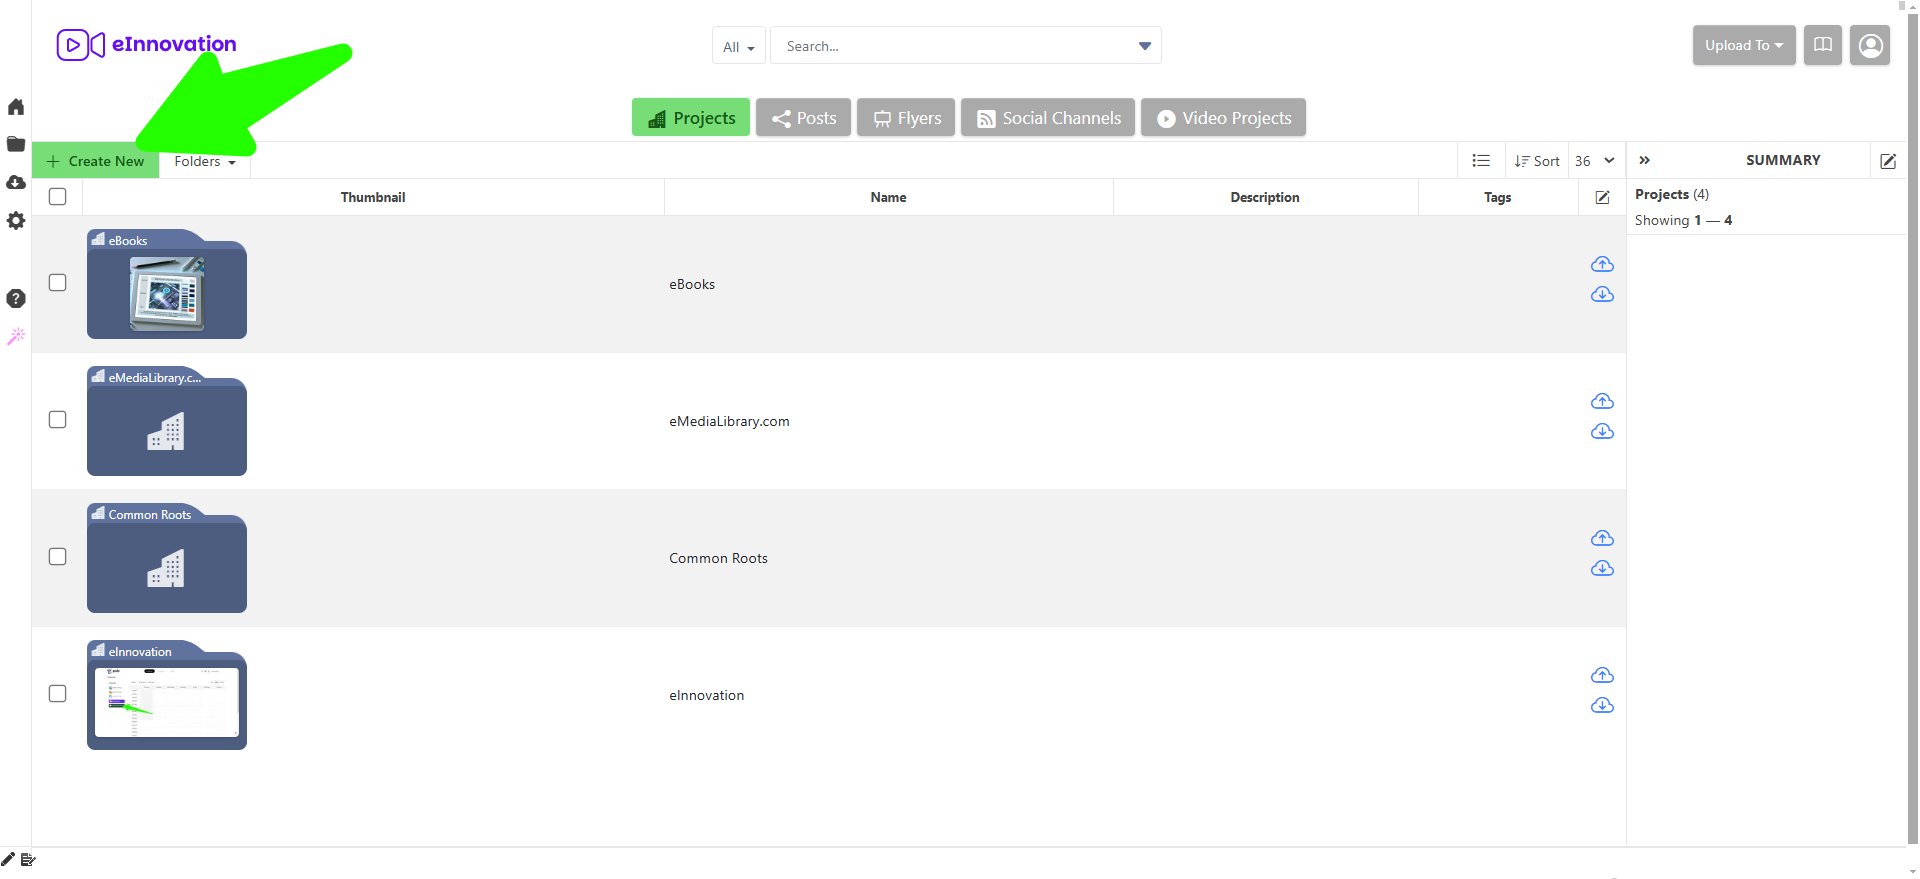 eInnovation
All
Search...
Upload To
Projects
Posts
Flyers
Social Channels
Video Projects
+ Create New
Folders
Sort
36
SUMMARY
Thumbnail
Name
Description
Tags
Projects (4)
Showing 1 — 4
eBooks
eBooks
eMediaLibrary.c...
eMediaLibrary.com
Common Roots
Common Roots
eInnovation
eInnovation